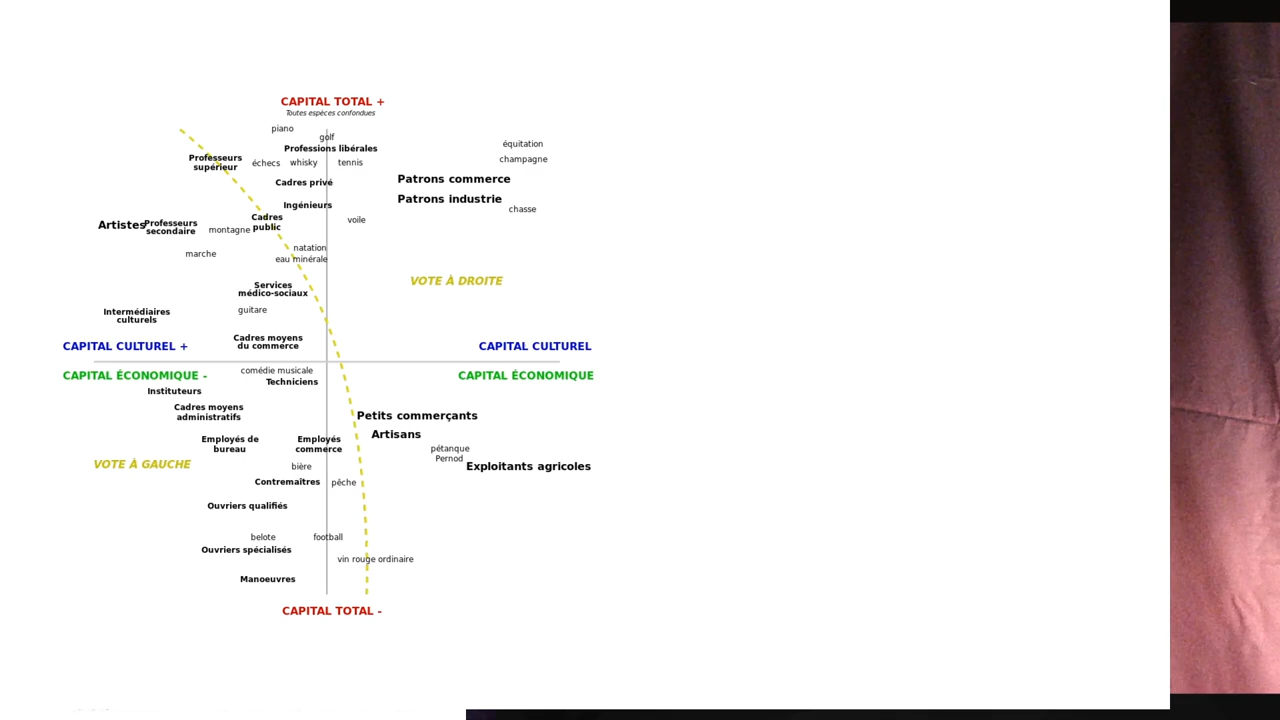 CAPITAL TOTAL +
Toutes espèces confondues
piano
golf
équitation
Professions libérales
Professeurs
supérieur
échecs
whisky
tennis
champagne
Cadres privé
Patrons commerce
Patrons industrie
Ingénieurs
chasse
Cadres
public
voile
Artistes
Professeurs
secondaire
montagne
natation
marche
eau minérale
VOTE À DROITE
Services
médico-sociaux
guitare
Intermédiaires
culturels
Cadres moyens
du commerce
CAPITAL CULTUREL +
CAPITAL CULTUREL
CAPITAL ÉCONOMIQUE -
CAPITAL ÉCONOMIQUE
comédie musicale
Techniciens
Instituteurs
Cadres moyens
administratifs
Petits commerçants
Artisans
Employés de
bureau
Employés
commerce
pétanque
Pernod
VOTE À GAUCHE
bière
Exploitants agricoles
Contremaîtres
pêche
Ouvriers qualifiés
belote
football
Ouvriers spécialisés
vin rouge ordinaire
Manoeuvres
CAPITAL TOTAL -